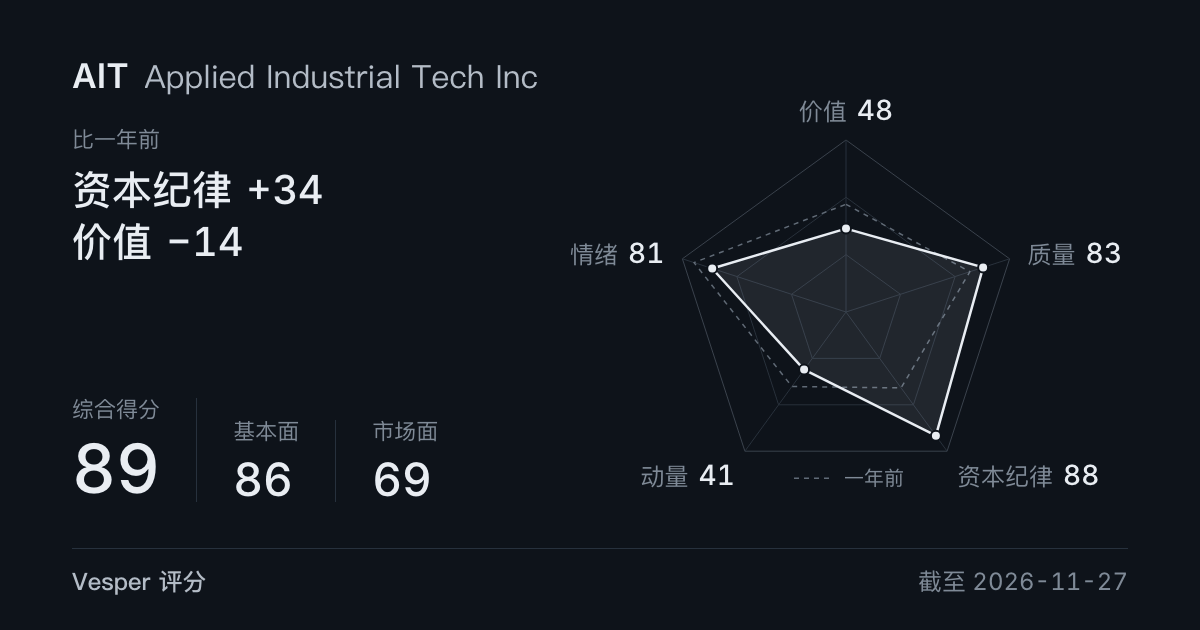 AIT Applied Industrial Tech Inc
比一年前
资本纪律 +34
价值 −14
价值 48
情绪 81
质量 83
动量 41
---- 一年前
资本纪律 88
综合得分
89
基本面
86
市场面
69
Vesper 评分
截至 2026-11-27